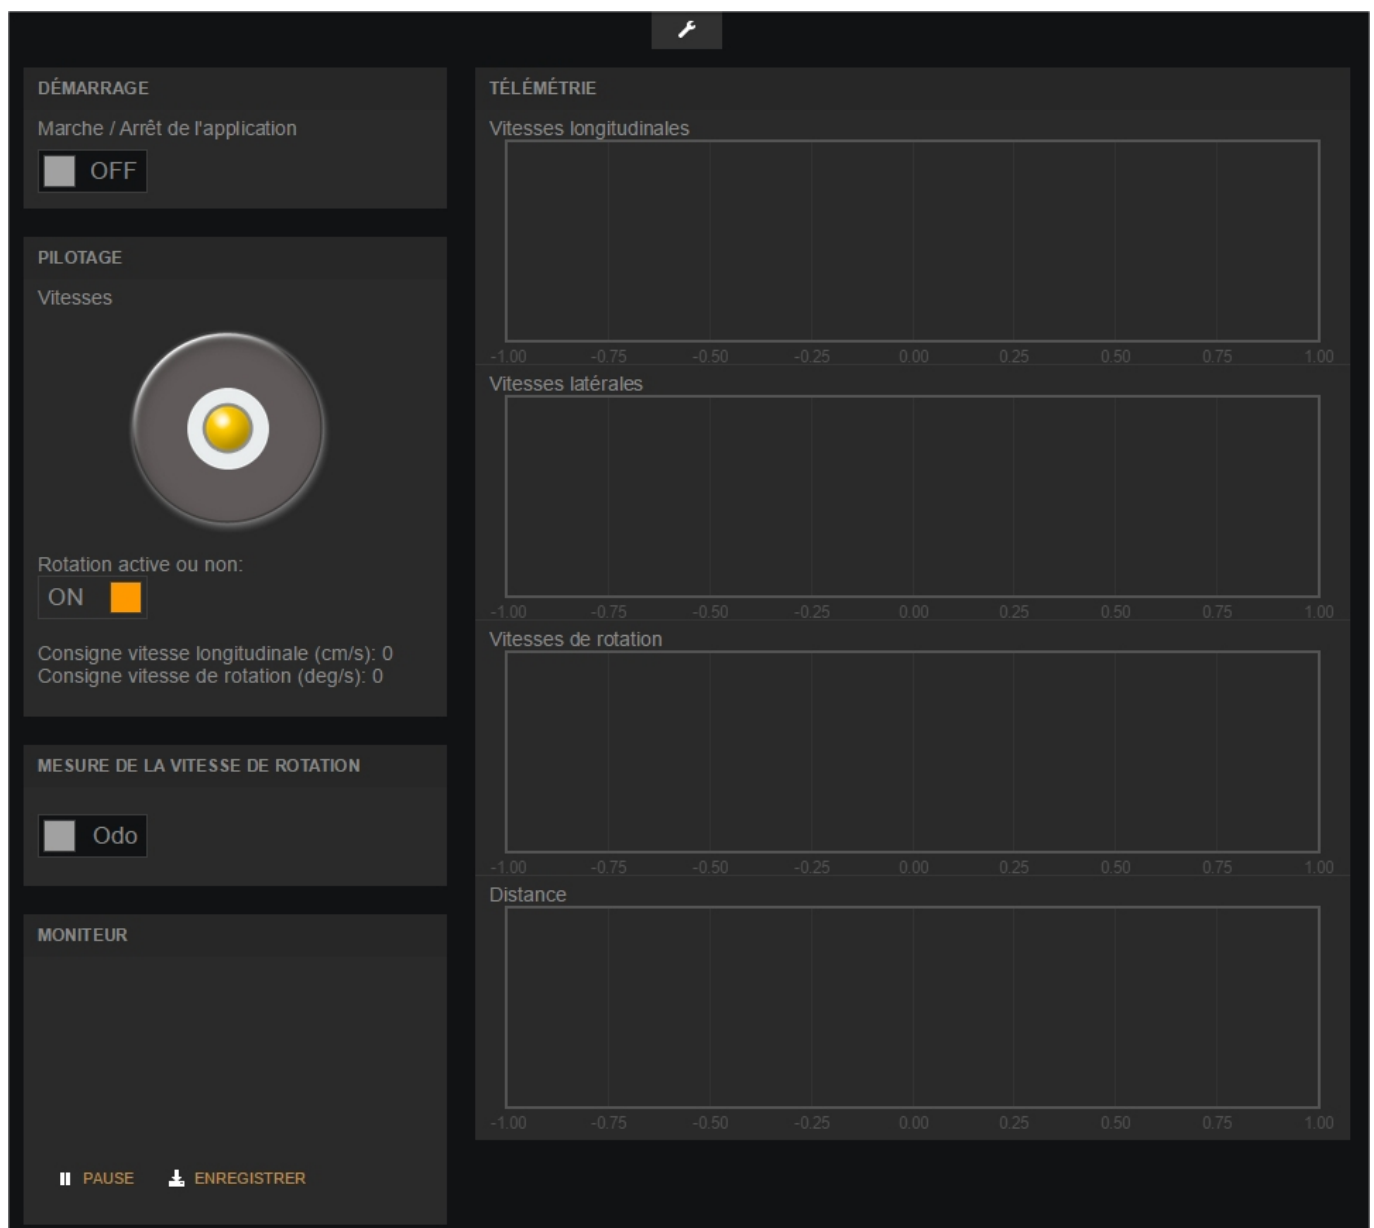 DÉMARRAGE
Marche / Arrêt de l'application
OFF
PILOTAGE
Vitesses
Rotation active ou non:
ON
Consigne vitesse longitudinale (cm/s): 0
Consigne vitesse de rotation (deg/s): 0
MESURE DE LA VITESSE DE ROTATION
Odo
MONITEUR
PAUSE ENREGISTRER
TÉLÉMÉTRIE
Vitesses longitudinales
-1.00 -0.75 -0.50 -0.25 0.00 0.25 0.50 0.75 1.00
Vitesses latérales
-1.00 -0.75 -0.50 -0.25 0.00 0.25 0.50 0.75 1.00
Vitesses de rotation
-1.00 -0.75 -0.50 -0.25 0.00 0.25 0.50 0.75 1.00
Distance
-1.00 -0.75 -0.50 -0.25 0.00 0.25 0.50 0.75 1.00